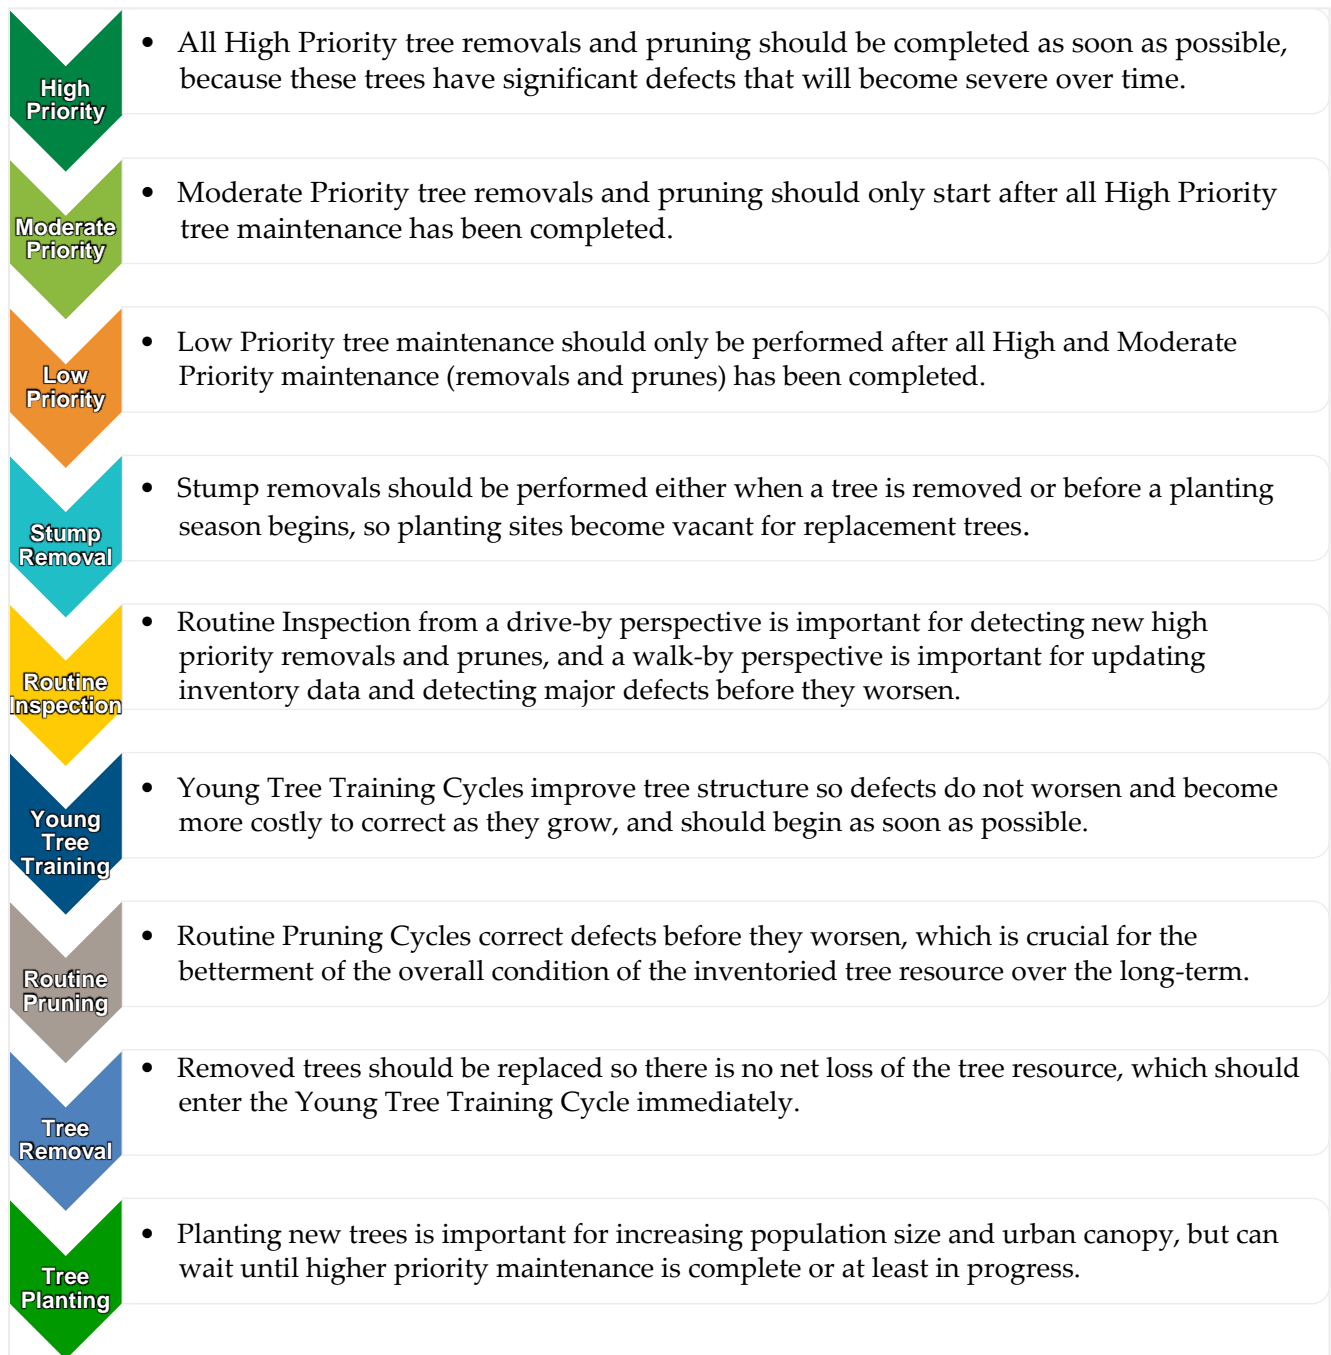 High
Priority
• All High Priority tree removals and pruning should be completed as soon as possible,
because these trees have significant defects that will become severe over time.
Moderate
Priority
• Moderate Priority tree removals and pruning should only start after all High Priority
tree maintenance has been completed.
Low
Priority
• Low Priority tree maintenance should only be performed after all High and Moderate
Priority maintenance (removals and prunes) has been completed.
Stump
Removal
• Stump removals should be performed either when a tree is removed or before a planting
season begins, so planting sites become vacant for replacement trees.
Routine
Inspection
• Routine Inspection from a drive-by perspective is important for detecting new high
priority removals and prunes, and a walk-by perspective is important for updating
inventory data and detecting major defects before they worsen.
Young
Tree
Training
• Young Tree Training Cycles improve tree structure so defects do not worsen and become
more costly to correct as they grow, and should begin as soon as possible.
Routine
Pruning
• Routine Pruning Cycles correct defects before they worsen, which is crucial for the
betterment of the overall condition of the inventoried tree resource over the long-term.
Tree
Removal
• Removed trees should be replaced so there is no net loss of the tree resource, which should
enter the Young Tree Training Cycle immediately.
Tree
Planting
• Planting new trees is important for increasing population size and urban canopy, but can
wait until higher priority maintenance is complete or at least in progress.